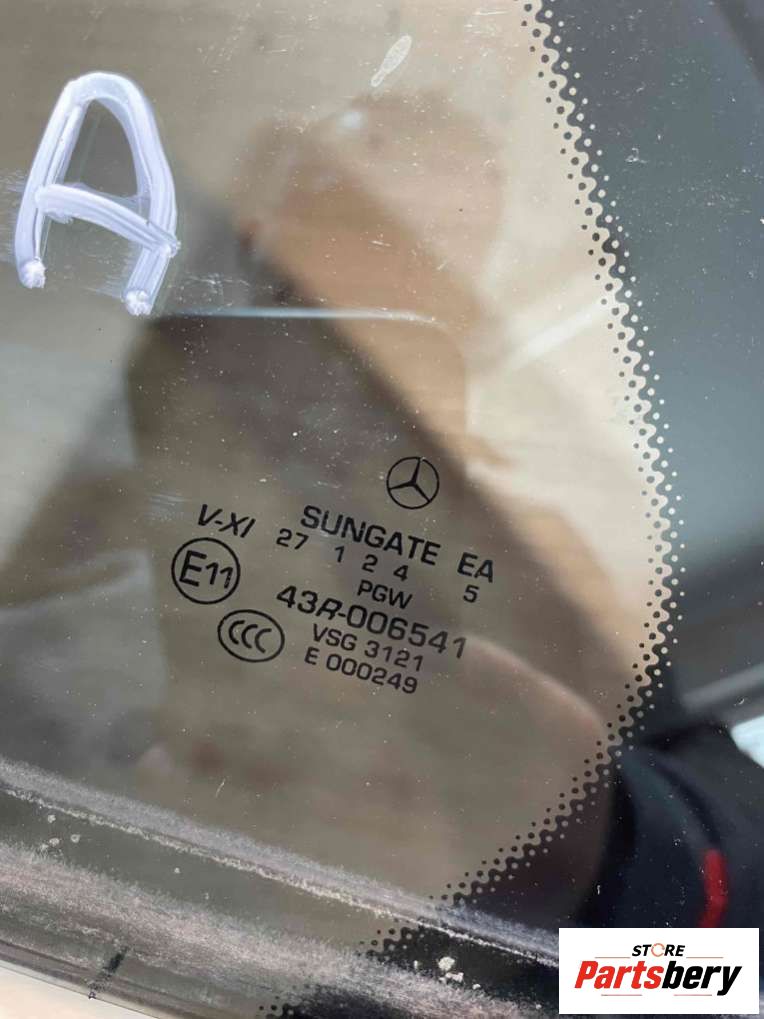 A
SUNGATE EA
V-XI 27 1 2 4 5
PGW
E11 43R-006541
CCC VSG 3121
E 000249
STORE
Partsbery